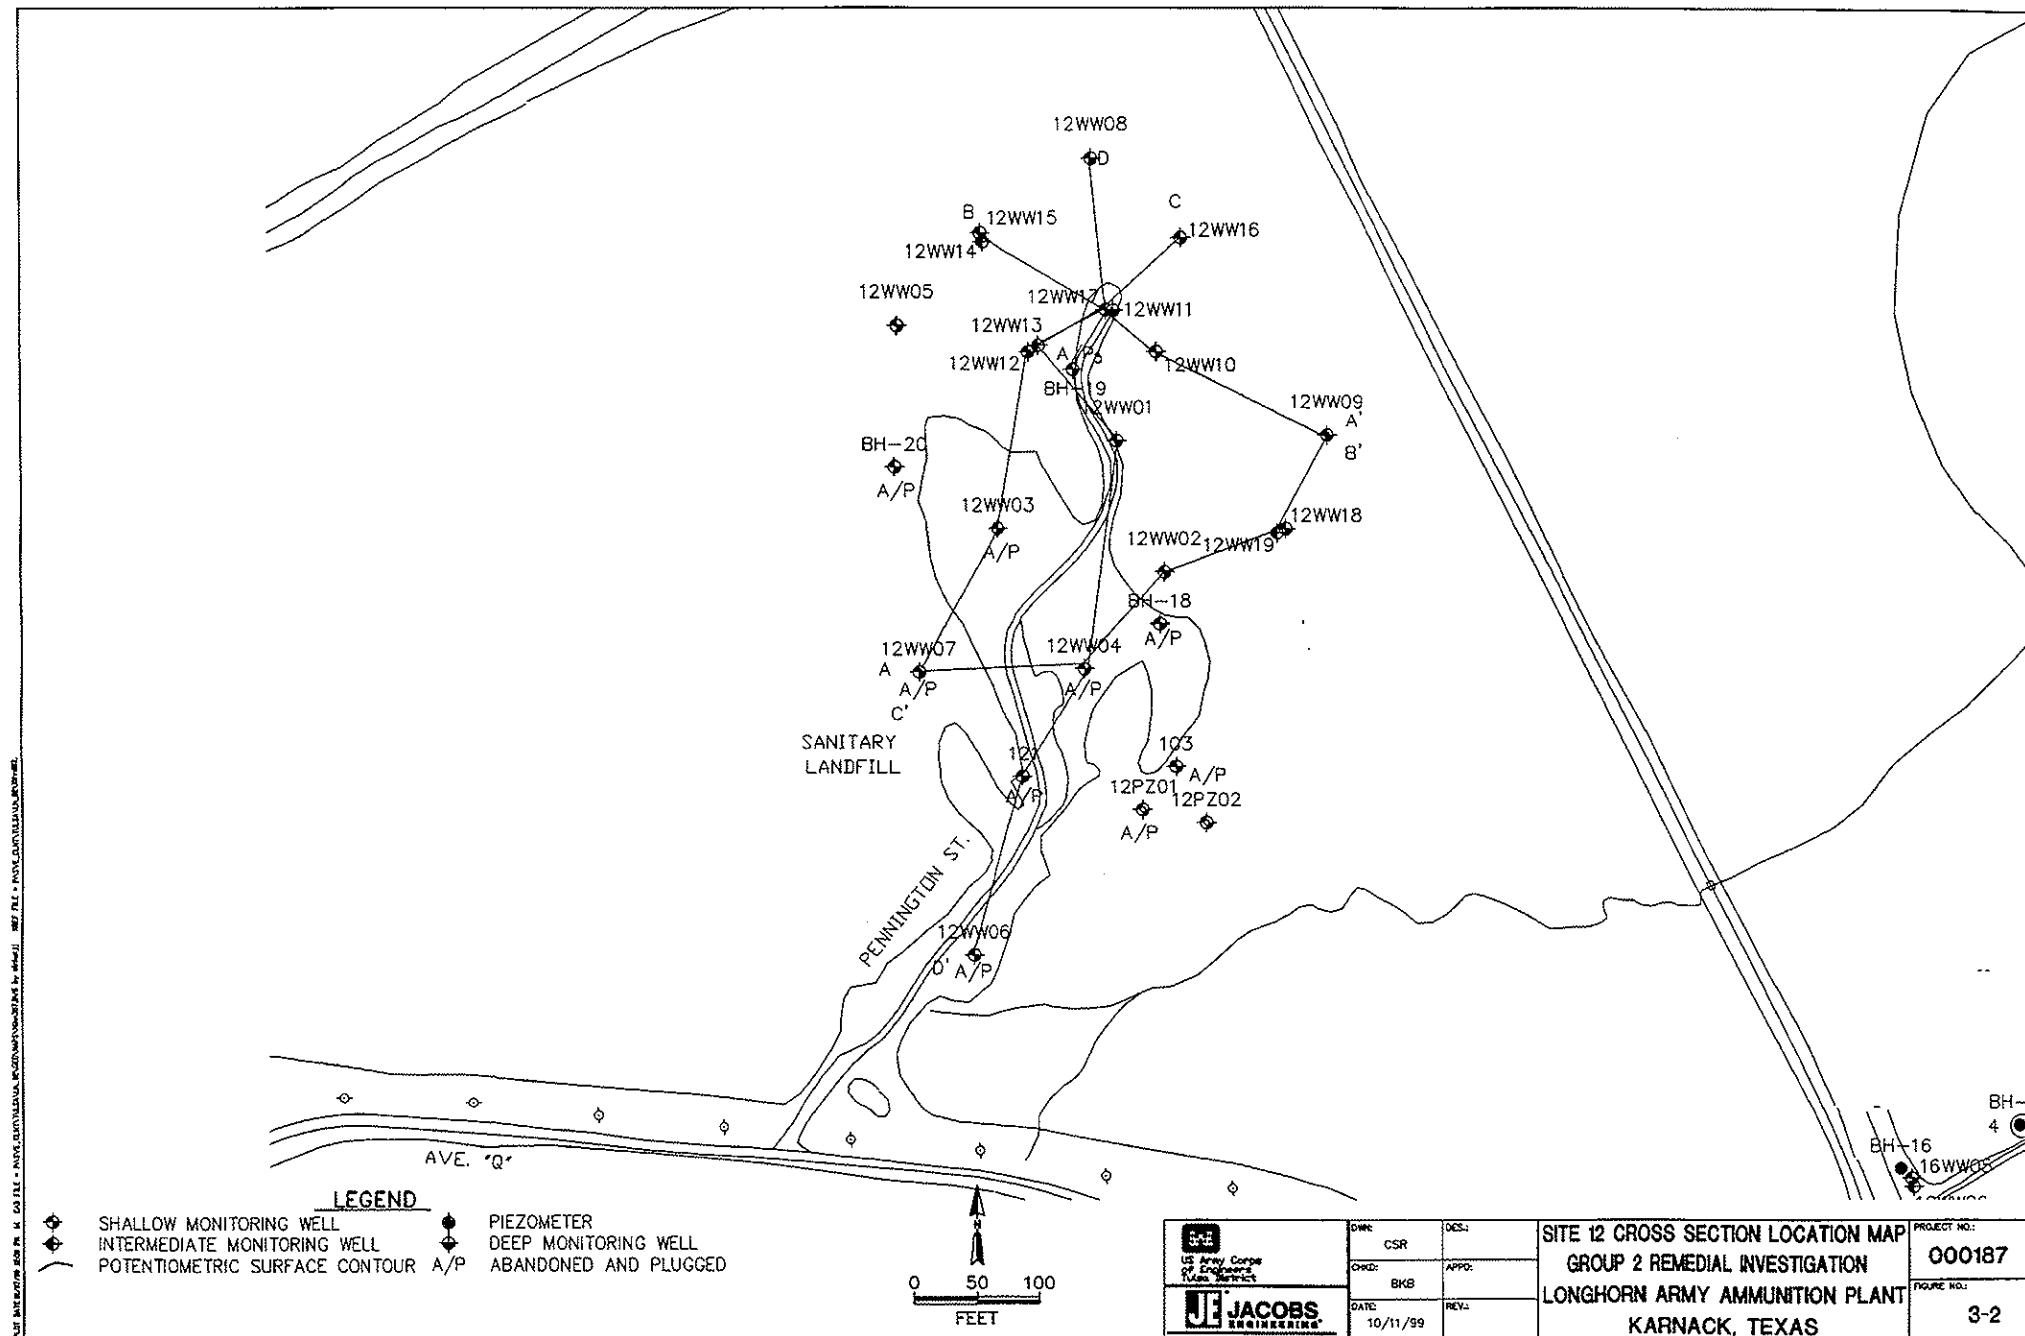 12WW08
D
B
12WW15
C
12WW14
12WW16
12WW05
12WW17
12WW11
12WW13
12WW12
A/Ps
12WW10
BH-19
12WW01
12WW09
A'
B'
BH-20
A/P
12WW03
A/P
12WW18
12WW02
12WW19
BH-18
A/P
12WW07
A
A/P
C'
12WW04
A/P
SANITARY
LANDFILL
A/P
103
A/P
12PZ01
12PZ02
A/P
PENNINGTON ST.
12WW06
D'
A/P
AVE. "Q"
BH-
4
BH-16
16WW05
LEGEND
SHALLOW MONITORING WELL
INTERMEDIATE MONITORING WELL
POTENTIOMETRIC SURFACE CONTOUR
PIEZOMETER
DEEP MONITORING WELL
A/P ABANDONED AND PLUGGED
N
0 50 100
FEET
US Army Corps
of Engineers
Tulsa District
JE JACOBS
ENGINEERING
DWN:
CSR
DES.:
CHKD:
BKB
APPD:
DATE:
10/11/99
REV.:
SITE 12 CROSS SECTION LOCATION MAP
GROUP 2 REMEDIAL INVESTIGATION
LONGHORN ARMY AMMUNITION PLANT
KARNACK, TEXAS
PROJECT NO.:
000187
FIGURE NO.:
3-2